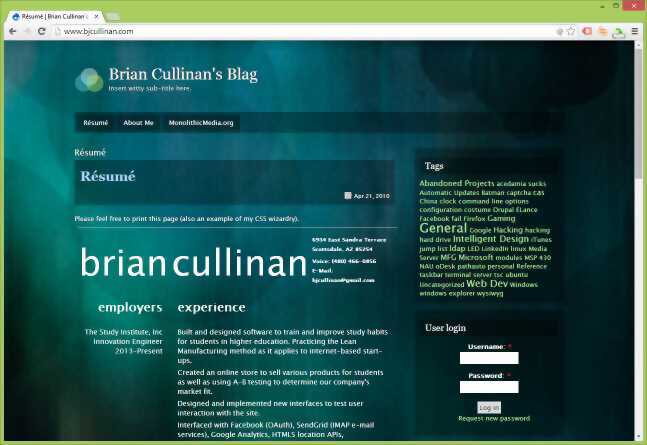 Résumé | Brian Cullinan's
www.bjcullinan.com
Brian Cullinan's Blag
Insert witty sub-title here.
Résumé About Me MonolithicMedia.org
Résumé
Résumé
Apr 21, 2010
Please feel free to print this page (also an example of my CSS wizardry).
brian cullinan
6934 East Sandra Terrace
Scottsdale, AZ 85254
Voice: (480) 466-0856
E-Mail:
bjcullinan@gmail.com
employers
experience
The Study Institute, Inc
Innovation Engineer
2013-Present
Built and designed software to train and improve study habits
for students in higher education. Practicing the Lean
Manufacturing method as it applies to internet-based start-
ups.
Created an online store to sell various products for students
as well as using A-B testing to determine our company's
market fit.
Designed and implemented new interfaces to test user
interaction with the site.
Interfaced with Facebook (OAuth), SendGrid (IMAP e-mail
services), Google Analytics, HTML5 location APIs,
Tags
Abandoned Projects acedamia sucks
Automatic Updates Batman captcha cas
China clock command line options
configuration costume Drupal ELance
Facebook fail Firefox Gaming
General Google Hacking hacking
hard drive Intelligent Design iTunes
jump list ldap LED LinkedIn linux Media
Server MFG Microsoft modules MSP 430
NAU oDesk pathauto personal Reference
taskbar terminal server tsc ubuntu
Uncategorized Web Dev Windows
windows explorer wysiwyg
User login
Username: *
Password: *
Log in
Request new password